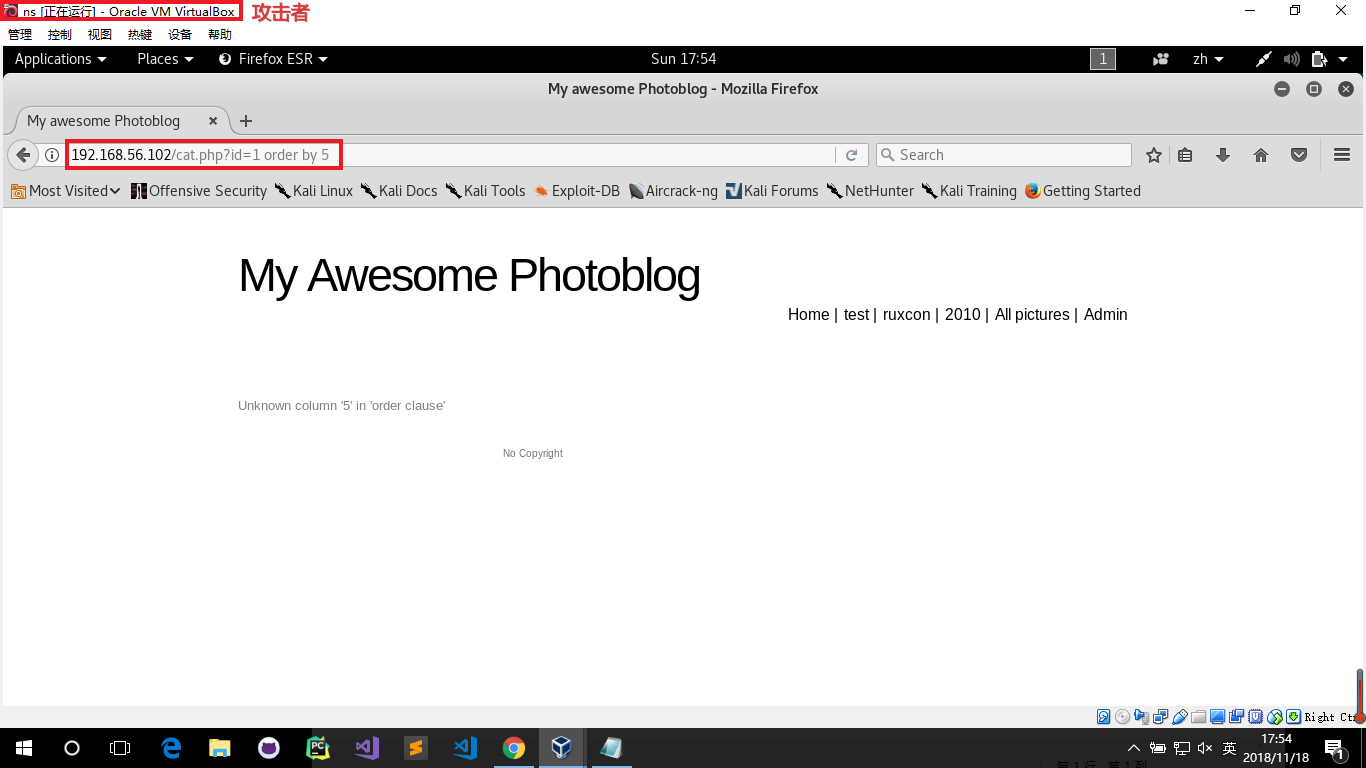 ns [正在运行] - Oracle VM VirtualBox 攻击者
管理 控制 视图 热键 设备 帮助
Applications Places Firefox ESR Sun 17:54 1 zh
My awesome Photoblog - Mozilla Firefox
My awesome Photoblog
192.168.56.102/cat.php?id=1 order by 5 Search
Most Visited Offensive Security Kali Linux Kali Docs Kali Tools Exploit-DB Aircrack-ng Kali Forums NetHunter Kali Training Getting Started
My Awesome Photoblog
Home | test | ruxcon | 2010 | All pictures | Admin
Unknown column '5' in 'order clause'
No Copyright
Right Ctr
英 17:54
2018/11/18 1